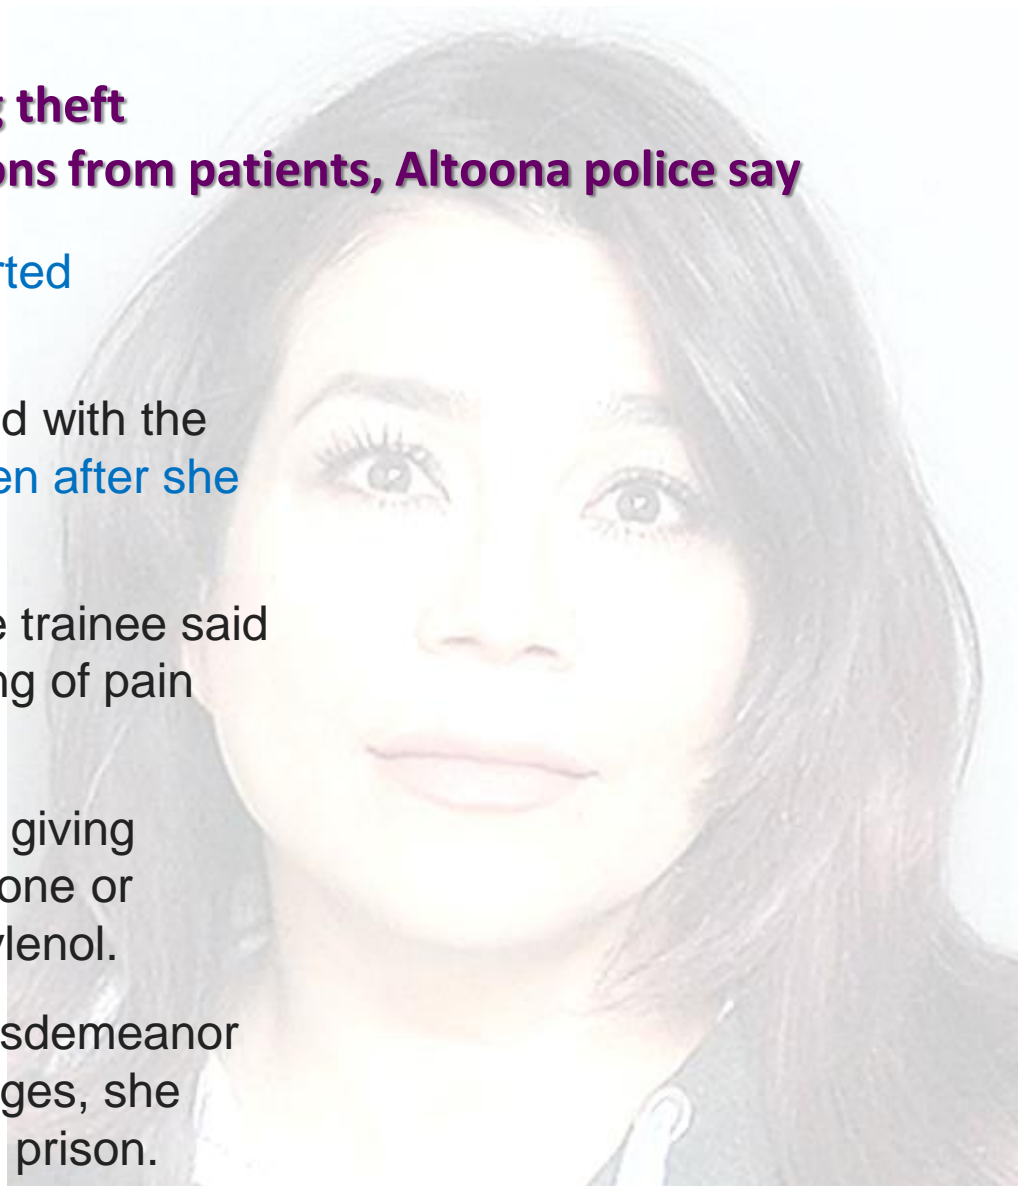 g theft
ons from patients, Altoona police say
rted
d with the
en after she
e trainee said
ng of pain
giving
one or
ylenol.
sdemeanor
ges, she
prison.